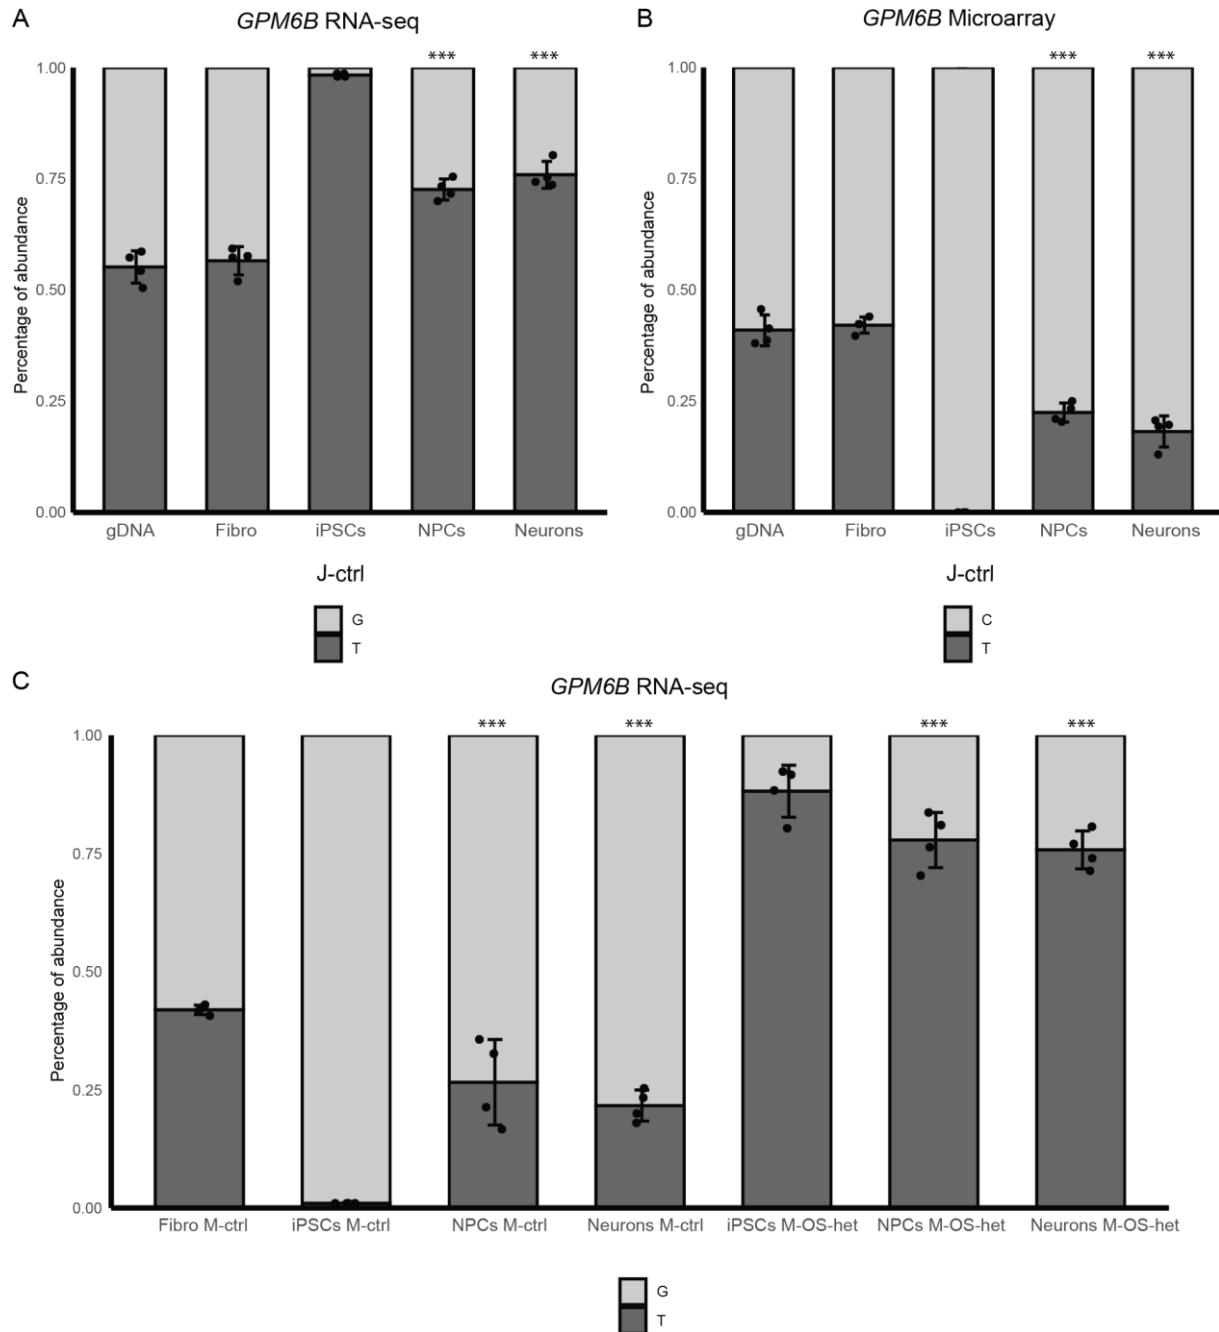 A
GPM6B RNA-seq
*** ***
1.00
0.75
0.50
0.25
0.00
Percentage of abundance
gDNA Fibro iPSCs NPCs Neurons
J-ctrl
G
T
B
GPM6B Microarray
*** ***
1.00
0.75
0.50
0.25
0.00
Percentage of abundance
gDNA Fibro iPSCs NPCs Neurons
J-ctrl
C
T
C
GPM6B RNA-seq
*** *** *** ***
1.00
0.75
0.50
0.25
0.00
Percentage of abundance
Fibro M-ctrl iPSCs M-ctrl NPCs M-ctrl Neurons M-ctrl iPSCs M-OS-het NPCs M-OS-het Neurons M-OS-het
G
T